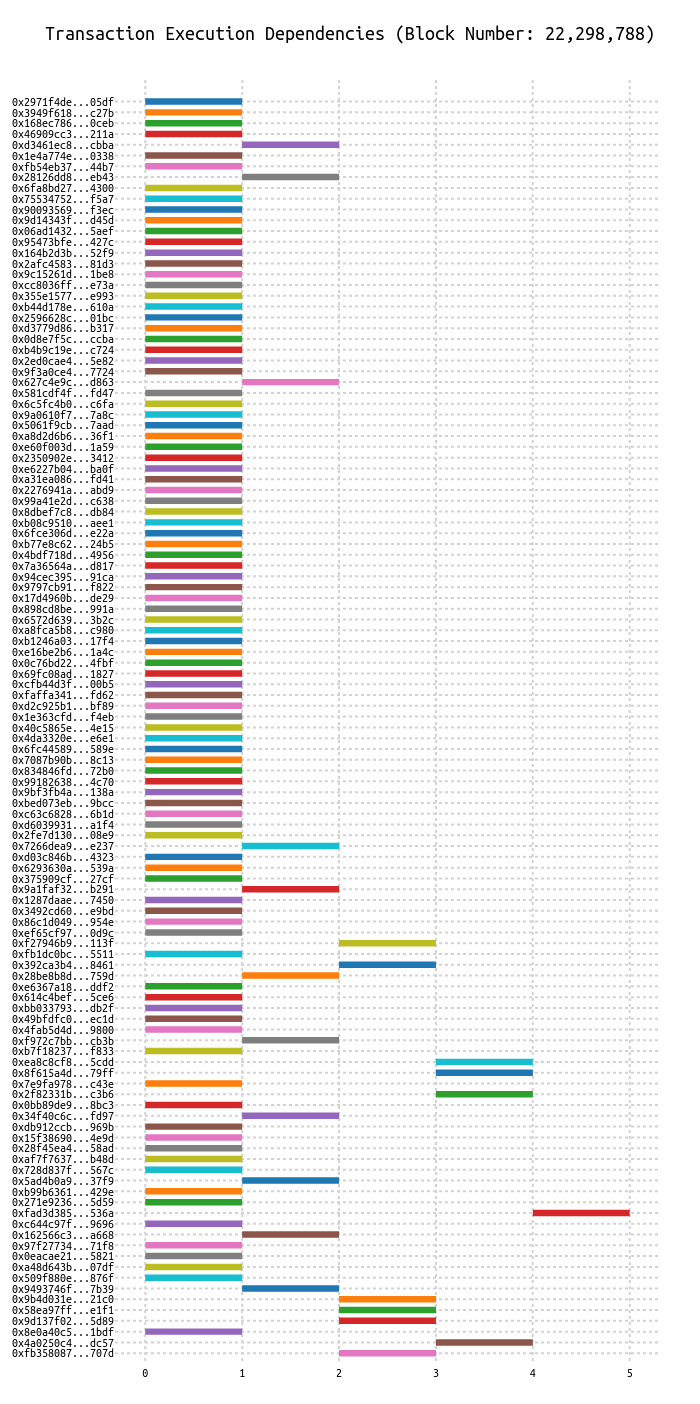 Transaction Execution Dependencies (Block Number: 22,298,788)
0x2971f4de...05df
0x3949f618...c27b
0x168ec786...0ceb
0x46909cc3...211a
0xd3461ec8...cbba
0x1e4a774e...0338
0xfb54eb37...44b7
0x28126dd8...eb43
0x6fa8bd27...4300
0x75534752...f5a7
0x90093569...f3ec
0x9d14343f...d45d
0x06ad1432...5aef
0x95473bfe...427c
0x164b2d3b...52f9
0x2afc4583...81d3
0x9c15261d...1be8
0xcc8036ff...e73a
0x355e1577...e993
0xb44d178e...610a
0x2596628c...01bc
0xd3779d86...b317
0x0d8e7f5c...ccba
0xb4b9c19e...c724
0x2ed0cae4...5e82
0x9f3a0ce4...7724
0x627c4e9c...d863
0x581cdf4f...fd47
0x6c5fc4b0...c6fa
0x9a0610f7...7a8c
0x5061f9cb...7aad
0xa8d2d6b6...36f1
0xe60f003d...1a59
0x2350902e...3412
0xe6227b04...ba0f
0xa31ea086...fd41
0x2276941a...abd9
0x99a41e2d...c638
0x8dbef7c8...db84
0xb08c9510...aee1
0x6fce306d...e22a
0xb77e8c62...24b5
0x4bdf718d...4956
0x7a36564a...d817
0x94cec395...91ca
0x9797cb91...f822
0x17d4960b...de29
0x898cd8be...991a
0x6572d639...3b2c
0xa8fca5b8...c980
0xb1246a03...17f4
0xe16be2b6...1a4c
0x0c76bd22...4fbf
0x69fc08ad...1827
0xcfb44d3f...00b5
0xfaffa341...fd62
0xd2c925b1...bf89
0x1e363cfd...f4eb
0x40c5865e...4e15
0x4da3320e...e6e1
0x6fc44589...589e
0x7087b90b...8c13
0x834846fd...72b0
0x99182638...4c70
0x9bf3fb4a...138a
0xbed073eb...9bcc
0xc63c6828...6b1d
0xd6039931...a1f4
0x2fe7d130...08e9
0x7266dea9...e237
0xd03c846b...4323
0x6293630a...539a
0x375909cf...27cf
0x9a1faf32...b291
0x1287daae...7450
0x3492cd60...e9bd
0x86c1d049...954e
0xef65cf97...0d9c
0xf27946b9...113f
0xfb1dc0bc...5511
0x392ca3b4...8461
0x28be8b8d...759d
0xe6367a18...ddf2
0x614c4bef...5ce6
0xbb033793...db2f
0x49bfdfc0...ec1d
0x4fab5d4d...9800
0xf972c7bb...cb3b
0xb7f18237...f833
0xea8c8cf8...5cdd
0x8f615a4d...79ff
0x7e9fa978...c43e
0x2f82331b...c3b6
0x0bb89de9...8bc3
0x34f40c6c...fd97
0xdb912ccb...969b
0x15f38690...4e9d
0x28f45ea4...58ad
0xaf7f7637...b48d
0x728d837f...567c
0x5ad4b0a9...37f9
0xb99b6361...429e
0x271e9236...5d59
0xfad3d385...536a
0xc644c97f...9696
0x162566c3...a668
0x97f27734...71f8
0x0eacae21...5821
0xa48d643b...07df
0x509f880e...876f
0x9493746f...7b39
0x9b4d031e...21c0
0x58ea97ff...e1f1
0x9d137f02...5d89
0x8e0a40c5...1bdf
0x4a0250c4...dc57
0xfb358087...707d
0 1 2 3 4 5